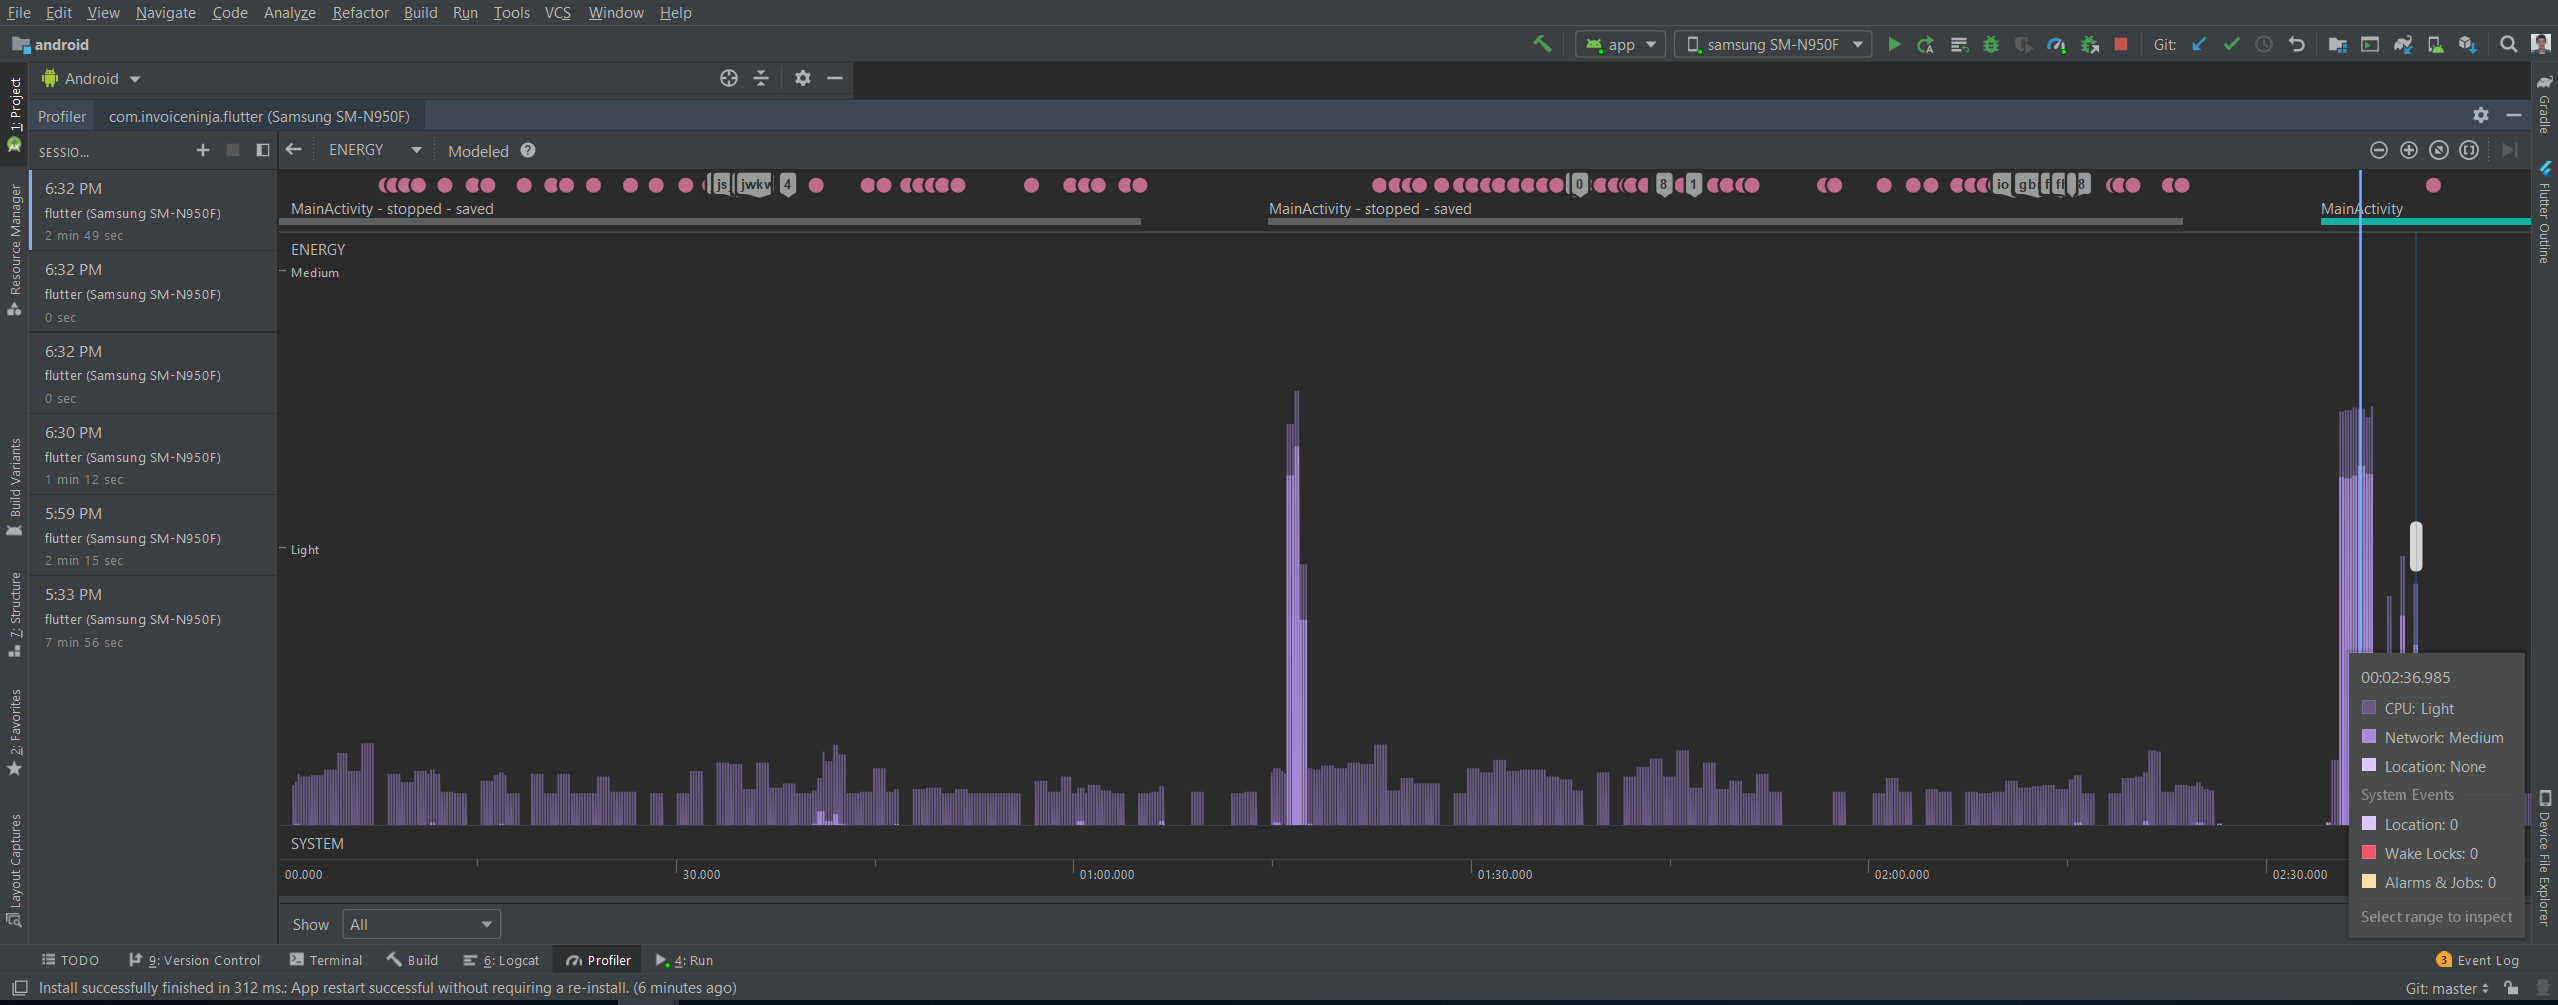 File Edit View Navigate Code Analyze Refactor Build Run Tools VCS Window Help
android
app
samsung SM-N950F
Git:
Android
Profiler com.invoiceninja.flutter (Samsung SM-N950F)
SESSIO...
ENERGY
Modeled
6:32 PM
flutter (Samsung SM-N950F)
2 min 49 sec
6:32 PM
flutter (Samsung SM-N950F)
0 sec
6:32 PM
flutter (Samsung SM-N950F)
0 sec
6:30 PM
flutter (Samsung SM-N950F)
1 min 12 sec
5:59 PM
flutter (Samsung SM-N950F)
2 min 15 sec
5:33 PM
flutter (Samsung SM-N950F)
7 min 56 sec
js jwkv 4 0 8 1 io gb 8
MainActivity - stopped - saved
MainActivity - stopped - saved
MainActivity
ENERGY
Medium
Light
SYSTEM
00.000 30.000 01:00.000 01:30.000 02:00.000 02:30.000
00:02:36.985
CPU: Light
Network: Medium
Location: None
System Events
Location: 0
Wake Locks: 0
Alarms & Jobs: 0
Select range to inspect
Show All
1: Project
Resource Manager
Build Variants
7: Structure
2: Favorites
Layout Captures
Gradle
Flutter Outline
Device File Explorer
TODO 9: Version Control Terminal Build 6: Logcat Profiler 4: Run
3 Event Log
Install successfully finished in 312 ms.: App restart successful without requiring a re-install. (6 minutes ago)
Git: master